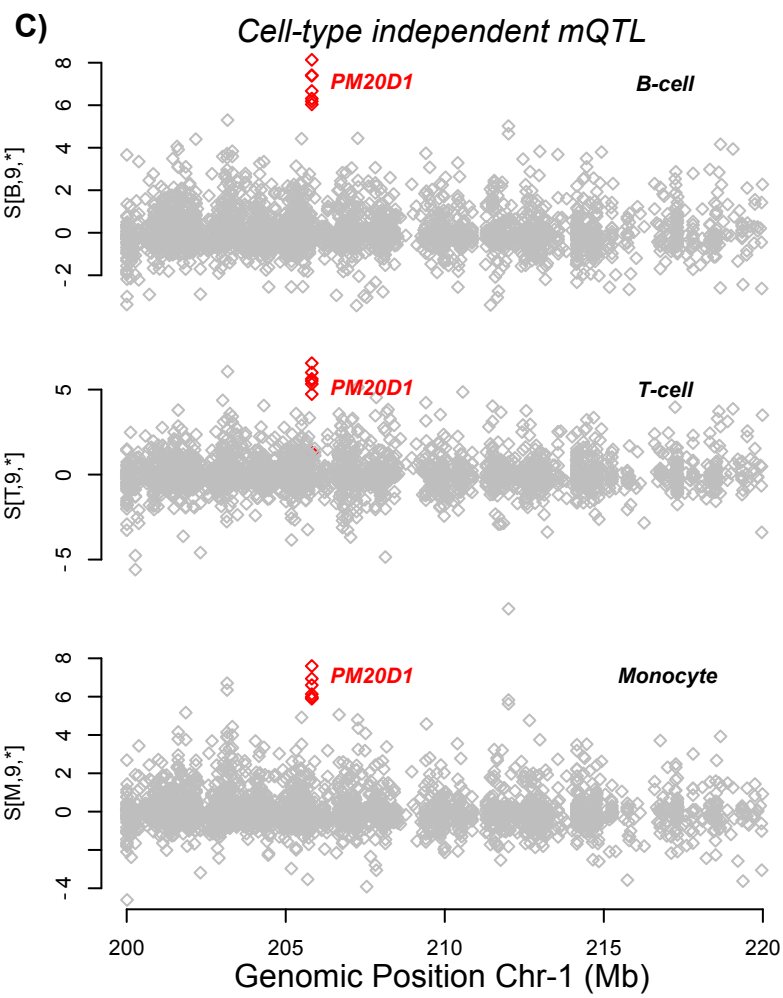 C)
Cell-type independent mQTL
S[B,9,*]
8
6
4
2
0
- 2
PM20D1
B-cell
S[T,9,*]
5
0
- 5
PM20D1
T-cell
S[M,9,*]
8
6
4
2
0
- 4
PM20D1
Monocyte
200
205
210
215
220
Genomic Position Chr-1 (Mb)